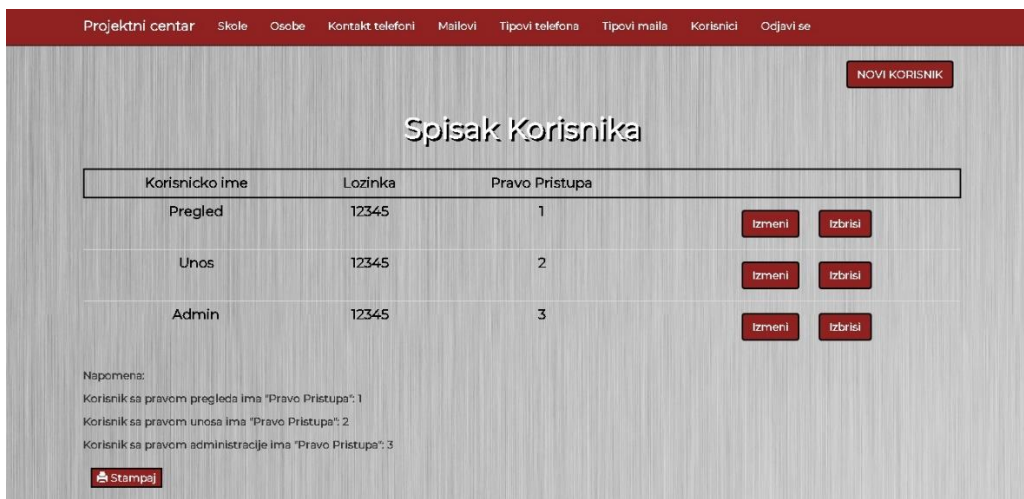 Projektni centar Skole Osobe Kontakt telefoni Mailovi Tipovi telefona Tipovi maila Korisnici Odjavi se
NOVI KORISNIK
Spisak Korisnika
Korisnicko ime Lozinka Pravo Pristupa
Pregled 12345 1 Izmeni Izbrisi
Unos 12345 2 Izmeni Izbrisi
Admin 12345 3 Izmeni Izbrisi
Napomena:
Korisnik sa pravom pregleda ima "Pravo Pristupa": 1
Korisnik sa pravom unosa ima "Pravo Pristupa": 2
Korisnik sa pravom administracije ima "Pravo Pristupa": 3
Stampaj